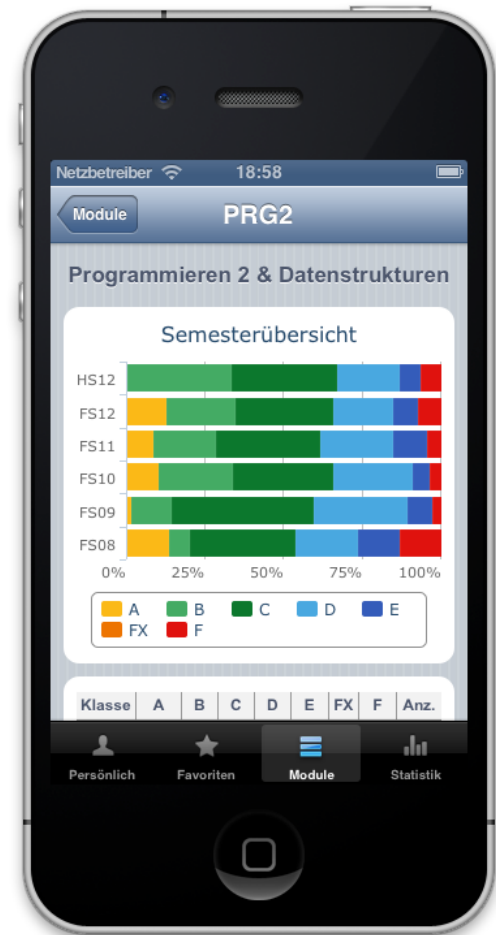 Netzbetreiber 18:58
Module PRG2
Programmieren 2 & Datenstrukturen
Semesterübersicht
HS12
FS12
FS11
FS10
FS09
FS08
0% 25% 50% 75% 100%
A B C D E
FX F
Klasse A B C D E FX F Anz.
Persönlich Favoriten Module Statistik